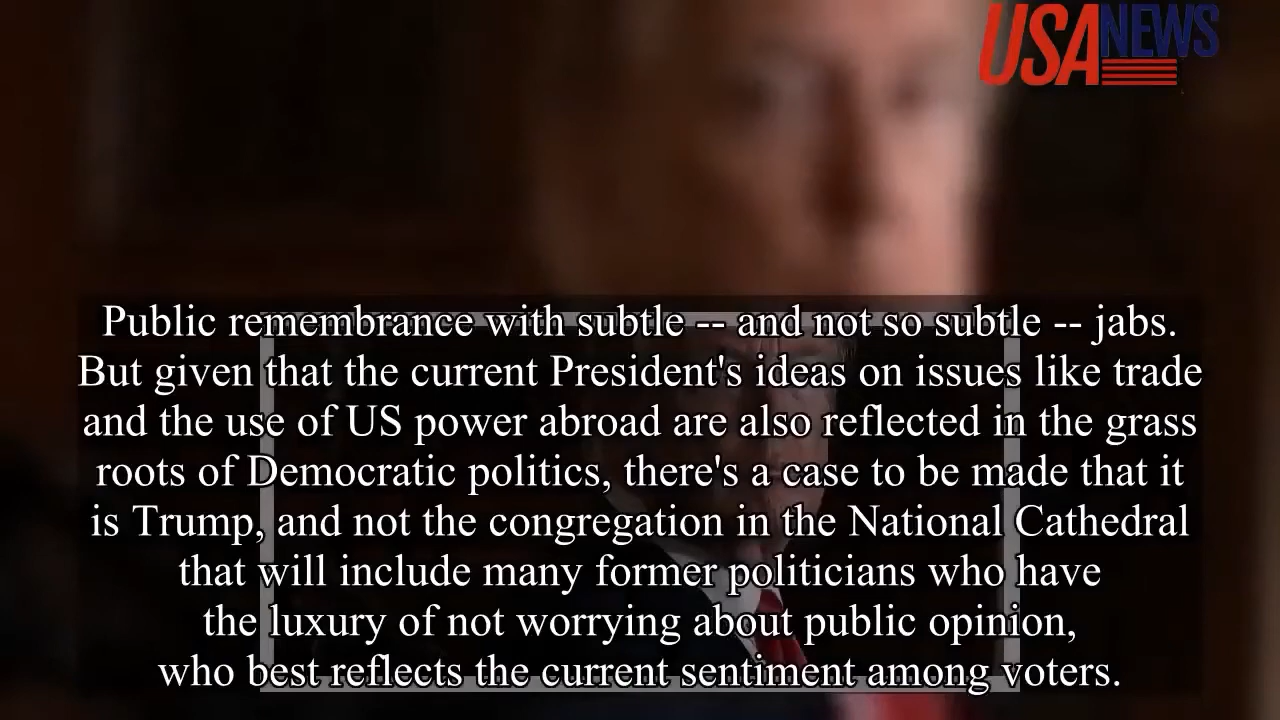 USA NEWS
Public remembrance with subtle -- and not so subtle -- jabs.
But given that the current President's ideas on issues like trade
and the use of US power abroad are also reflected in the grass
roots of Democratic politics, there's a case to be made that it
is Trump, and not the congregation in the National Cathedral
that will include many former politicians who have
the luxury of not worrying about public opinion,
who best reflects the current sentiment among voters.